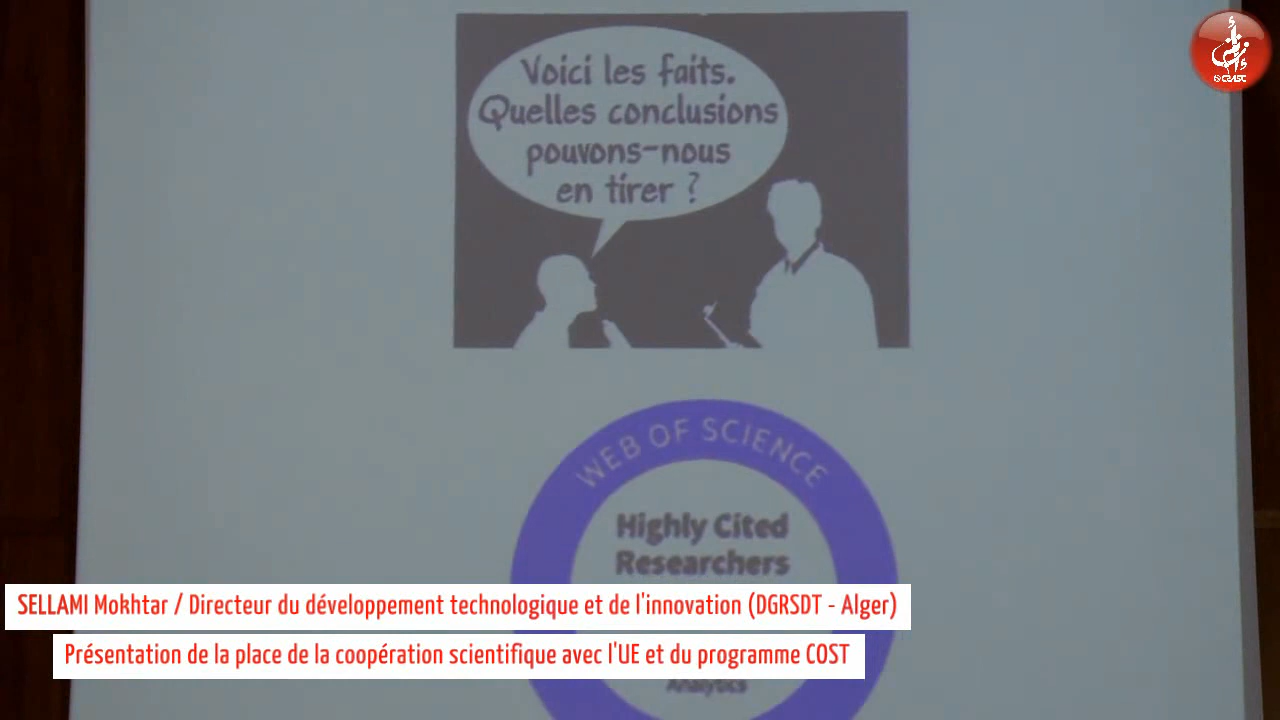 Voici les faits.
Quelles conclusions
pouvons-nous
en tirer ?
WEB OF SCIENCE
Highly Cited
Researchers
SELLAMI Mokhtar / Directeur du développement technologique et de l'innovation (DGRSDT - Alger)
Présentation de la place de la coopération scientifique avec l'UE et du programme COST
Analytics